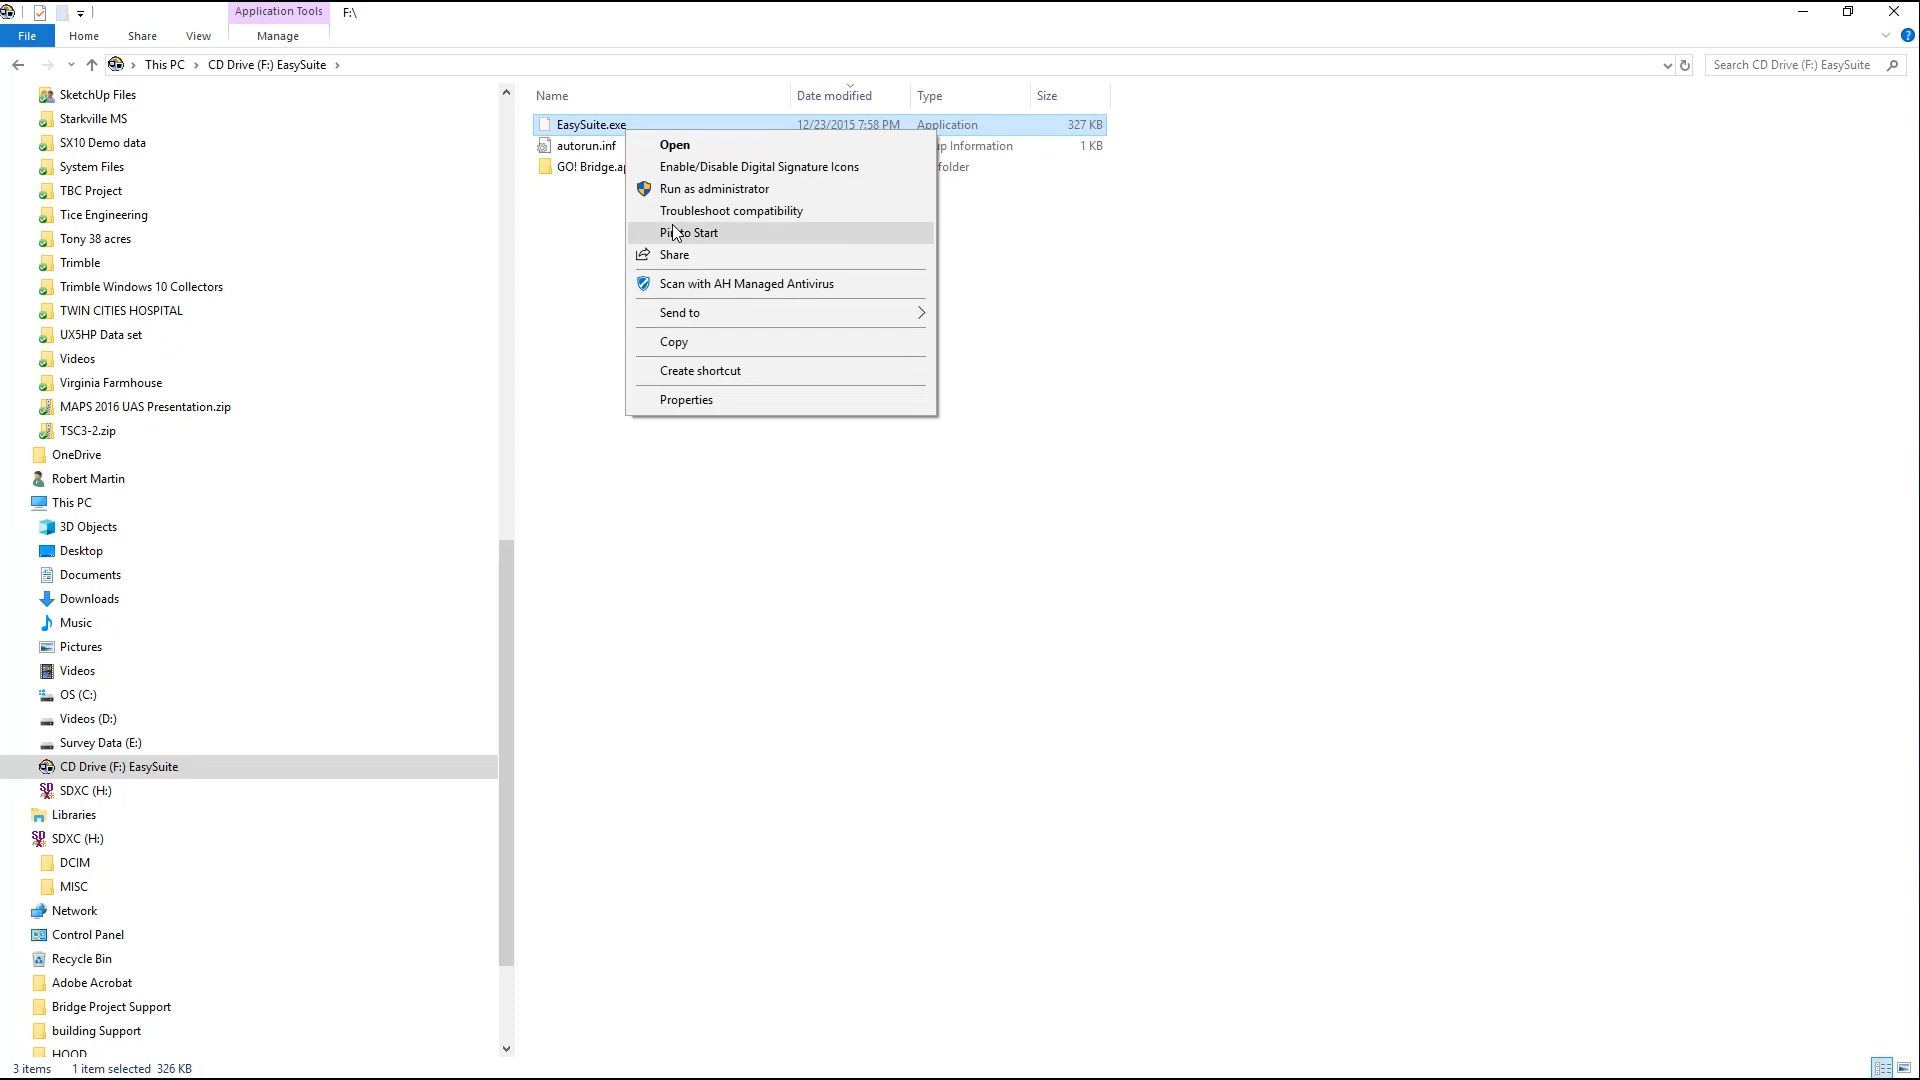 Application Tools
F:\
File
Home
Share
View
Manage
This PC
CD Drive (F:) EasySuite
Search CD Drive (F:) EasySuite
SketchUp Files
Starkville MS
SX10 Demo data
System Files
TBC Project
Tice Engineering
Tony 38 acres
Trimble
Trimble Windows 10 Collectors
TWIN CITIES HOSPITAL
UX5HP Data set
Videos
Virginia Farmhouse
MAPS 2016 UAS Presentation.zip
TSC3-2.zip
OneDrive
Robert Martin
This PC
3D Objects
Desktop
Documents
Downloads
Music
Pictures
Videos
OS (C:)
Videos (D:)
Survey Data (E:)
CD Drive (F:) EasySuite
SDXC (H:)
Libraries
SDXC (H:)
DCIM
MISC
Network
Control Panel
Recycle Bin
Adobe Acrobat
Bridge Project Support
building Support
HOOD
Name
Date modified
Type
Size
EasySuite.exe
12/23/2015 7:58 PM
Application
327 KB
autorun.inf
Information
1 KB
GO! Bridge.a
folder
Open
Enable/Disable Digital Signature Icons
Run as administrator
Troubleshoot compatibility
Pin to Start
Share
Scan with AH Managed Antivirus
Send to
Copy
Create shortcut
Properties
3 items
1 item selected 326 KB